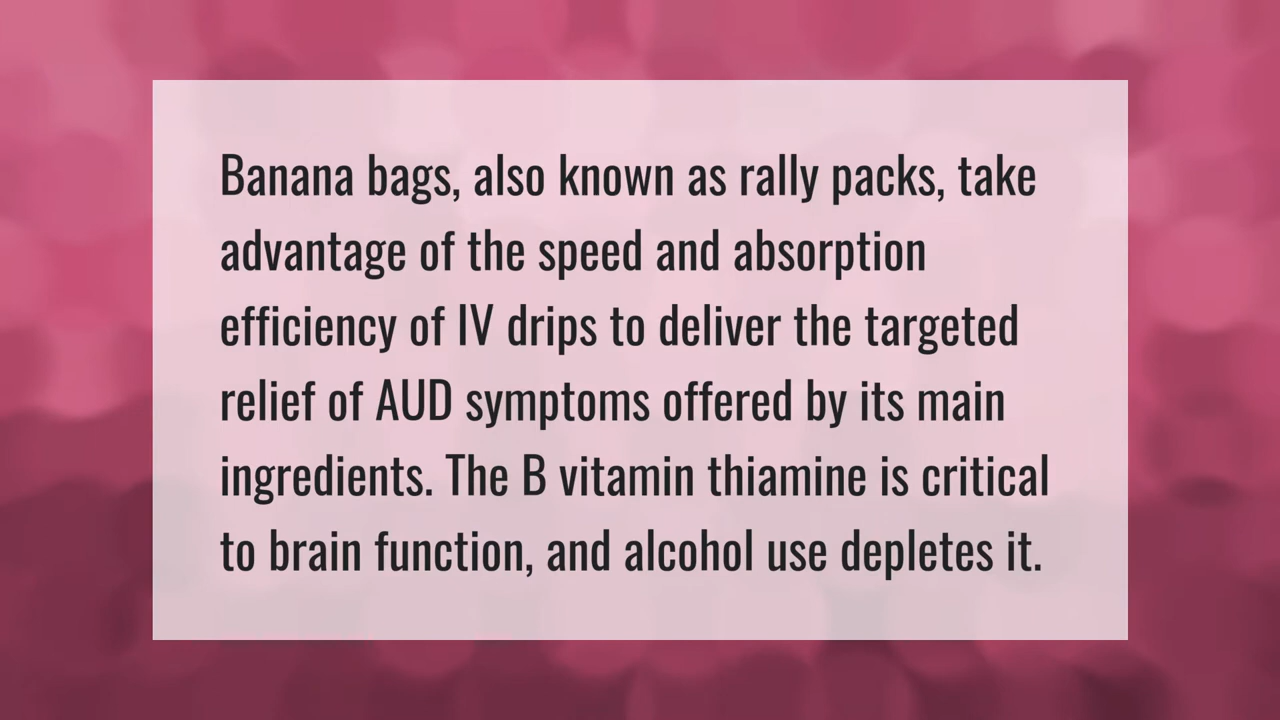 Banana bags, also known as rally packs, take
advantage of the speed and absorption
efficiency of IV drips to deliver the targeted
relief of AUD symptoms offered by its main
ingredients. The B vitamin thiamine is critical
to brain function, and alcohol use depletes it.